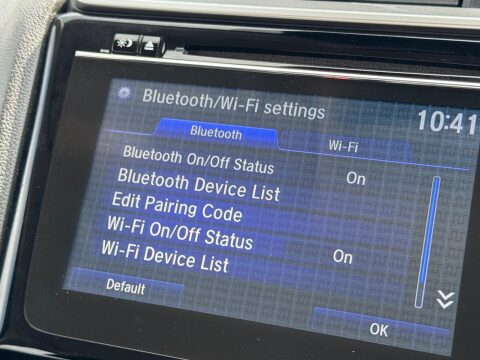 Bluetooth/Wi-Fi settings
10:41
Bluetooth
Wi-Fi
Bluetooth On/Off Status On
Bluetooth Device List
Edit Pairing Code
Wi-Fi On/Off Status On
Wi-Fi Device List
Default
OK